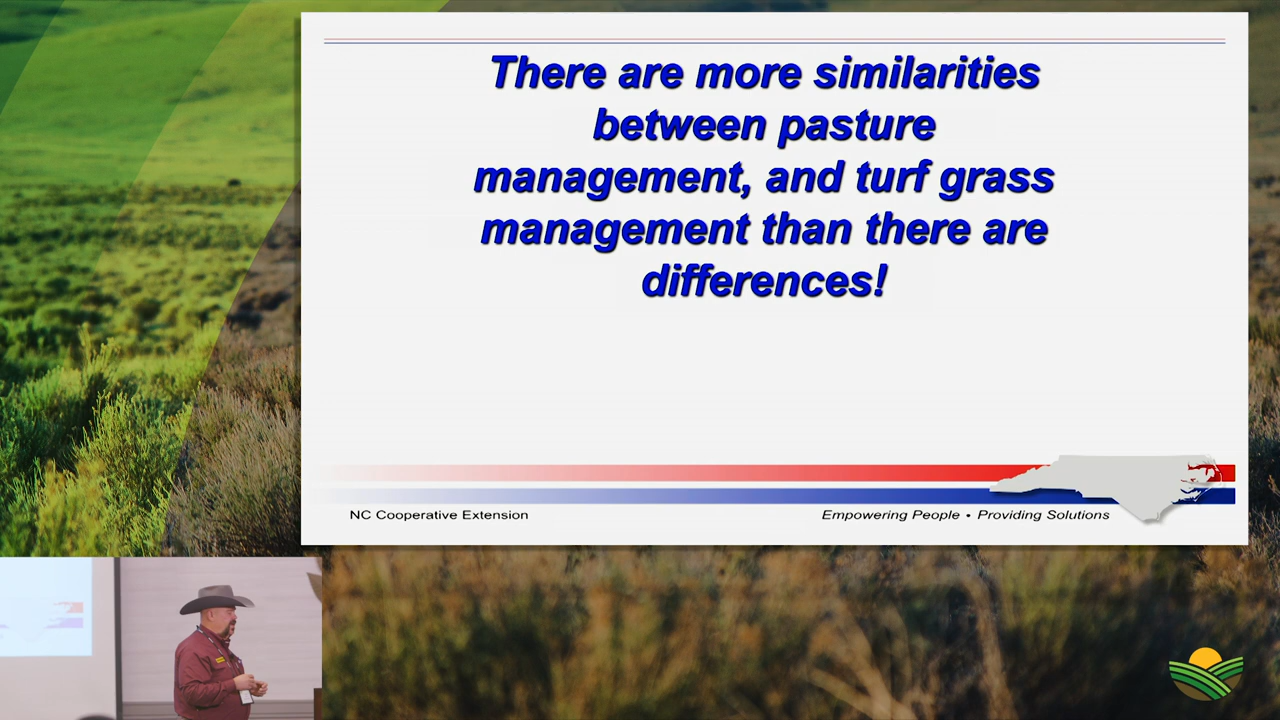 There are more similarities
between pasture
management, and turf grass
management than there are
differences!
NC Cooperative Extension
Empowering People • Providing Solutions